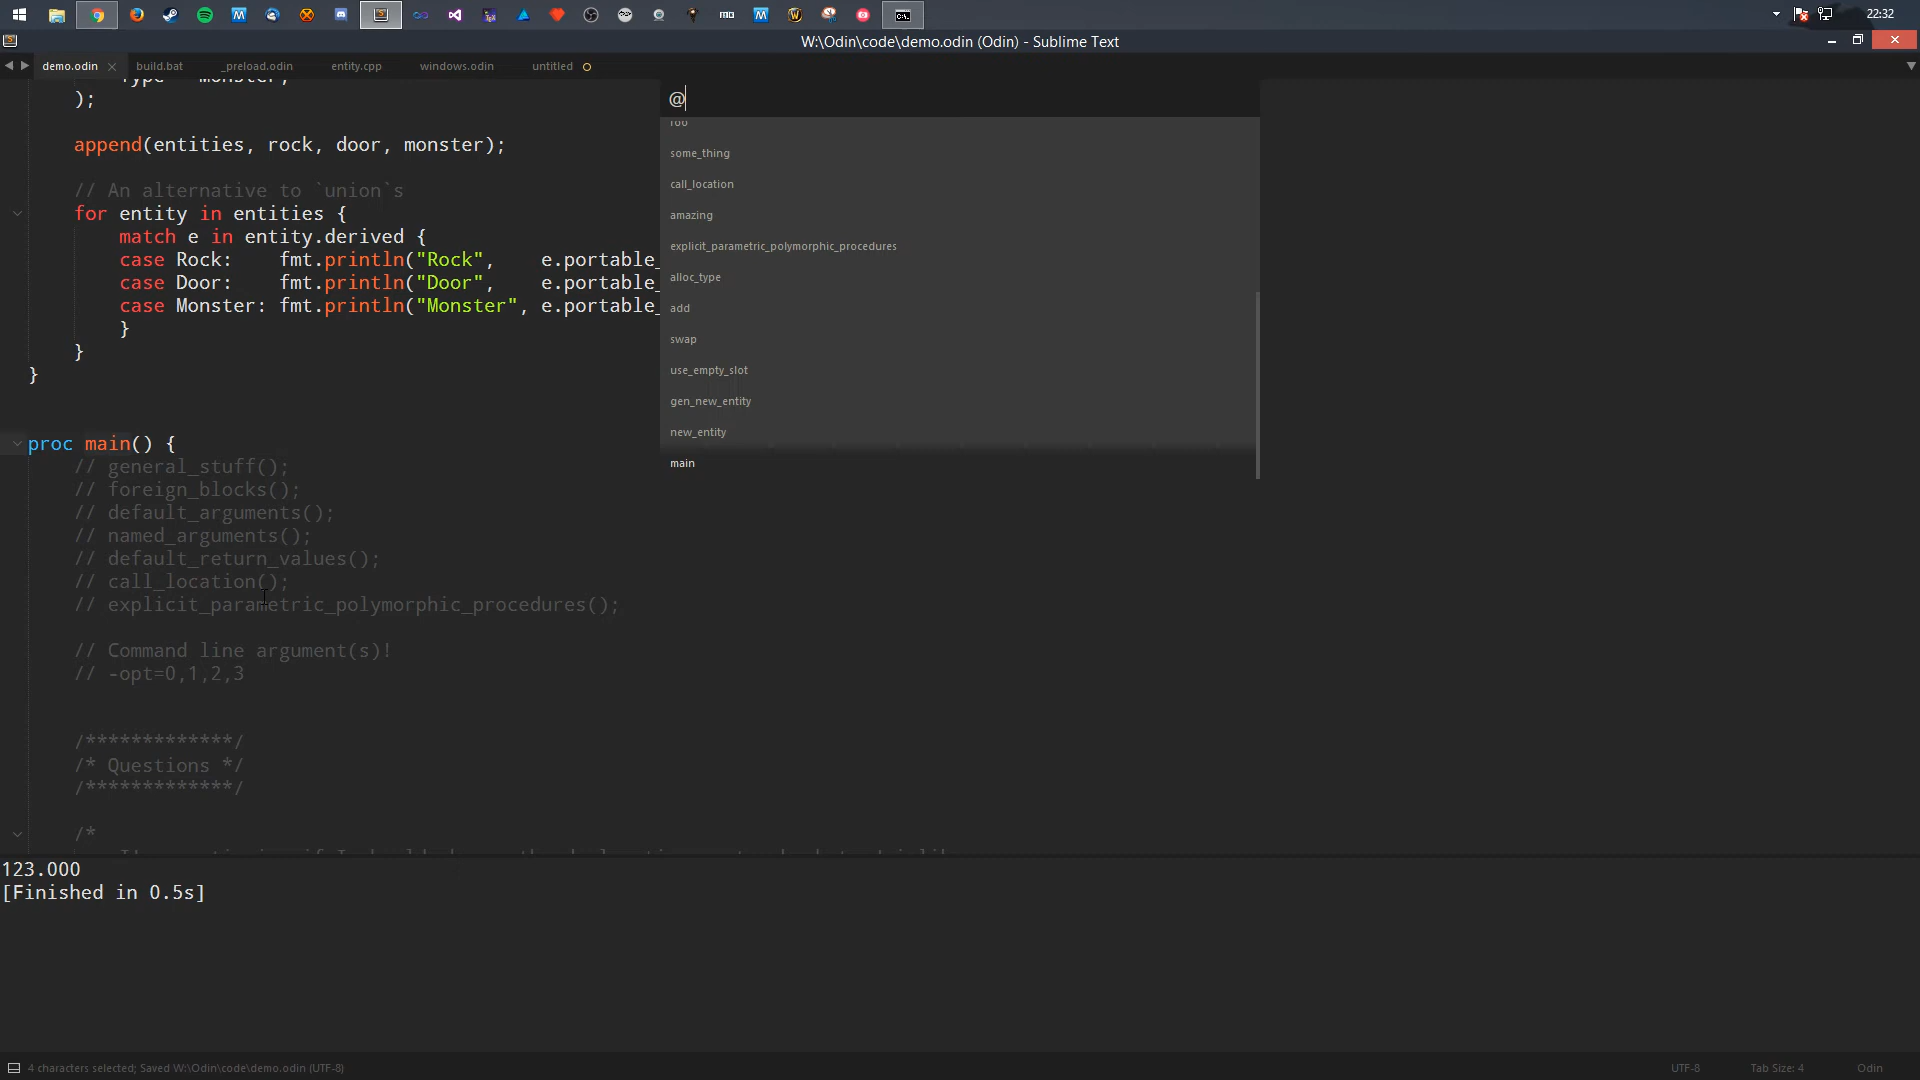 22:32
W:\Odin\code\demo.odin (Odin) - Sublime Text
demo.odin build.bat _preload.odin entity.cpp windows.odin untitled
Type = Monster,
);
append(entities, rock, door, monster);
// An alternative to `union`s
for entity in entities {
match e in entity.derived {
case Rock:    fmt.println("Rock",    e.portable_
case Door:    fmt.println("Door",    e.portable_
case Monster: fmt.println("Monster", e.portable_
}
}
}
@
foo
some_thing
call_location
amazing
explicit_parametric_polymorphic_procedures
alloc_type
add
swap
use_empty_slot
gen_new_entity
new_entity
main
proc main() {
// general_stuff();
// foreign_blocks();
// default_arguments();
// named_arguments();
// default_return_values();
// call_location();
// explicit_parametric_polymorphic_procedures();
// Command line argument(s)!
// -opt=0,1,2,3
/*************/
/* Questions */
/*************/
/*
123.000
[Finished in 0.5s]
4 characters selected; Saved W:\Odin\code\demo.odin (UTF-8)
UTF-8
Tab Size: 4
Odin